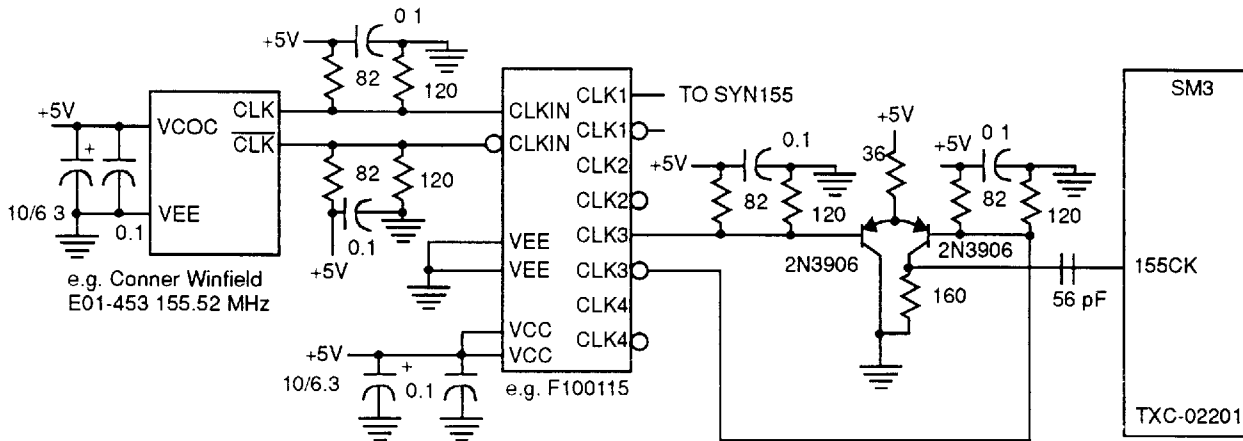 0 1
+5V
82
120
CLK
CLKIN
CLK1
TO SYN155
SM3
+5V
VCOC
CLK
CLKIN
CLK1
+5V
0.1
0 1
82
120
CLK2
+5V
36
+5V
10/6 3
0.1
VEE
0.1
CLK2
82
120
82
120
+5V
VEE
CLK3
2N3906
2N3906
e.g. Conner Winfield
E01-453 155.52 MHz
VEE
CLK3
155CK
160
56 pF
CLK4
VCC
CLK4
+5V
VCC
10/6.3
+
0.1
+
e.g. F100115
TXC-02201